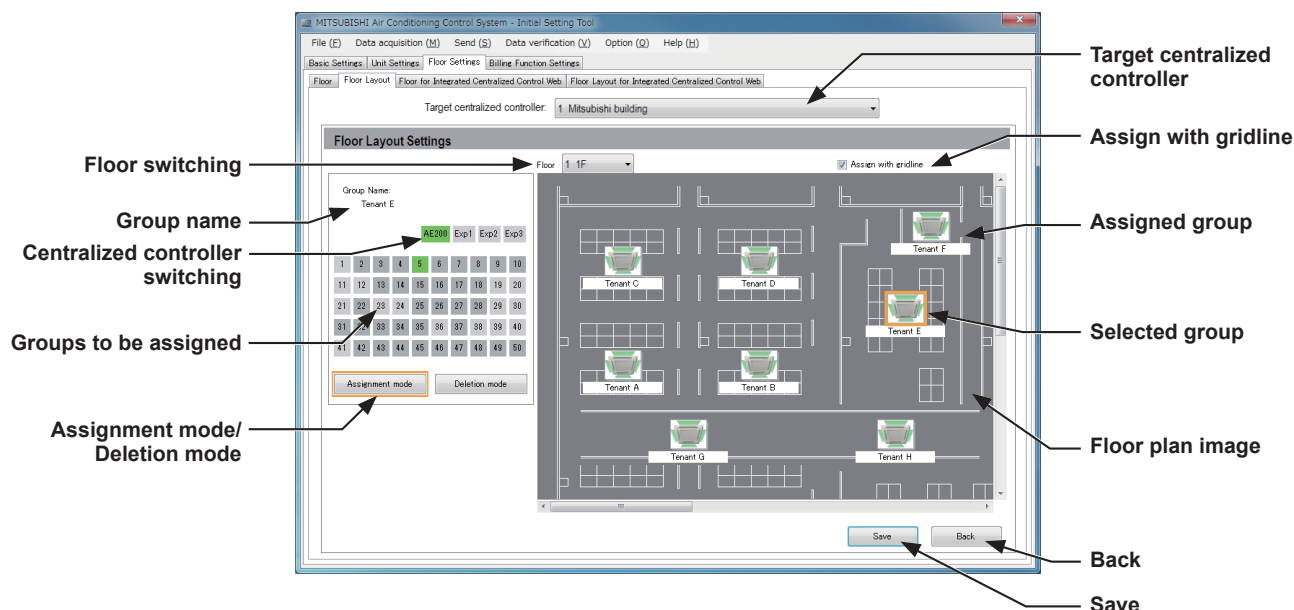 MITSUBISHI Air Conditioning Control System - Initial Setting Tool
File (F) Data acquisition (M) Send (S) Data verification (V) Option (O) Help (H)
Basic Settings Unit Settings Floor Settings Billing Function Settings
Floor Floor Layout Floor for Integrated Centralized Control Web Floor Layout for Integrated Centralized Control Web
Target centralized controller: 1 Mitsubishi building
Target centralized
controller
Floor Layout Settings
Assign with gridline
Floor switching
Floor 1 1F
Assign with gridline
Group Name:
Tenant E
Group name
AE200 Exp1 Exp2 Exp3
Centralized controller
switching
1 2 3 4 5 6 7 8 9 10
11 12 13 14 15 16 17 18 19 20
21 22 23 24 25 26 27 28 29 30
31 32 33 34 35 36 37 38 39 40
41 42 43 44 45 46 47 48 49 50
Groups to be assigned
Assignment mode Deletion mode
Assignment mode/
Deletion mode
Tenant F
Tenant C
Tenant D
Tenant E
Tenant A
Tenant B
Tenant G
Tenant H
Assigned group
Selected group
Floor plan image
Save Back
Back
Save